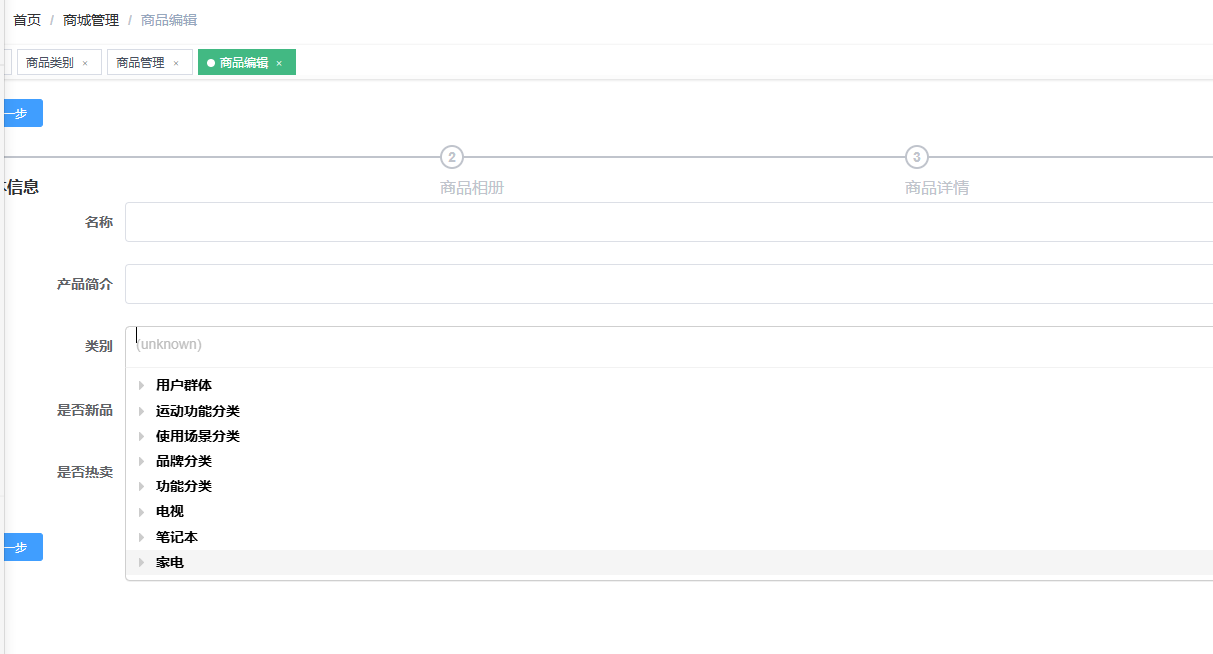 首页 / 商城管理 / 商品编辑
商品类别 × 商品管理 × 商品编辑 ×
一步
2 3
信息 商品相册 商品详情
名称
产品简介
类别 (unknown)
用户群体
是否新品 运动功能分类
使用场景分类
品牌分类
是否热卖
功能分类
电视
笔记本
一步
家电